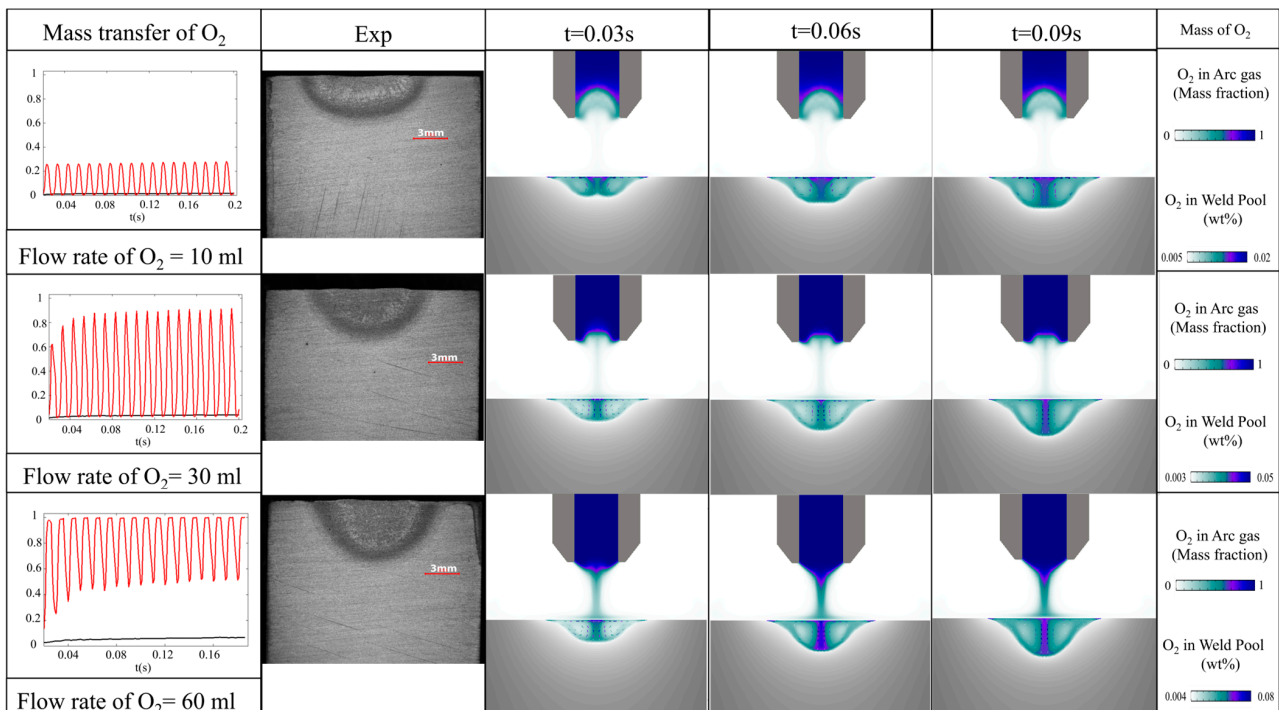 Mass transfer of O₂
Exp
t=0.03s
t=0.06s
t=0.09s
Mass of O₂
1
0.8
0.6
0.4
0.2
0
0.04
0.08
0.12
0.16
0.2
t(s)
3mm
O₂ in Arc gas
(Mass fraction)
0
1
O₂ in Weld Pool
(wt%)
0.005
0.02
Flow rate of O₂ = 10 ml
1
0.8
0.6
0.4
0.2
0
0.04
0.08
0.12
0.16
0.2
t(s)
3mm
O₂ in Arc gas
(Mass fraction)
0
1
O₂ in Weld Pool
(wt%)
0.003
0.05
Flow rate of O₂= 30 ml
1
0.8
0.6
0.4
0.2
0
0.04
0.08
0.12
0.16
t(s)
3mm
O₂ in Arc gas
(Mass fraction)
0
1
O₂ in Weld Pool
(wt%)
0.004
0.08
Flow rate of O₂= 60 ml